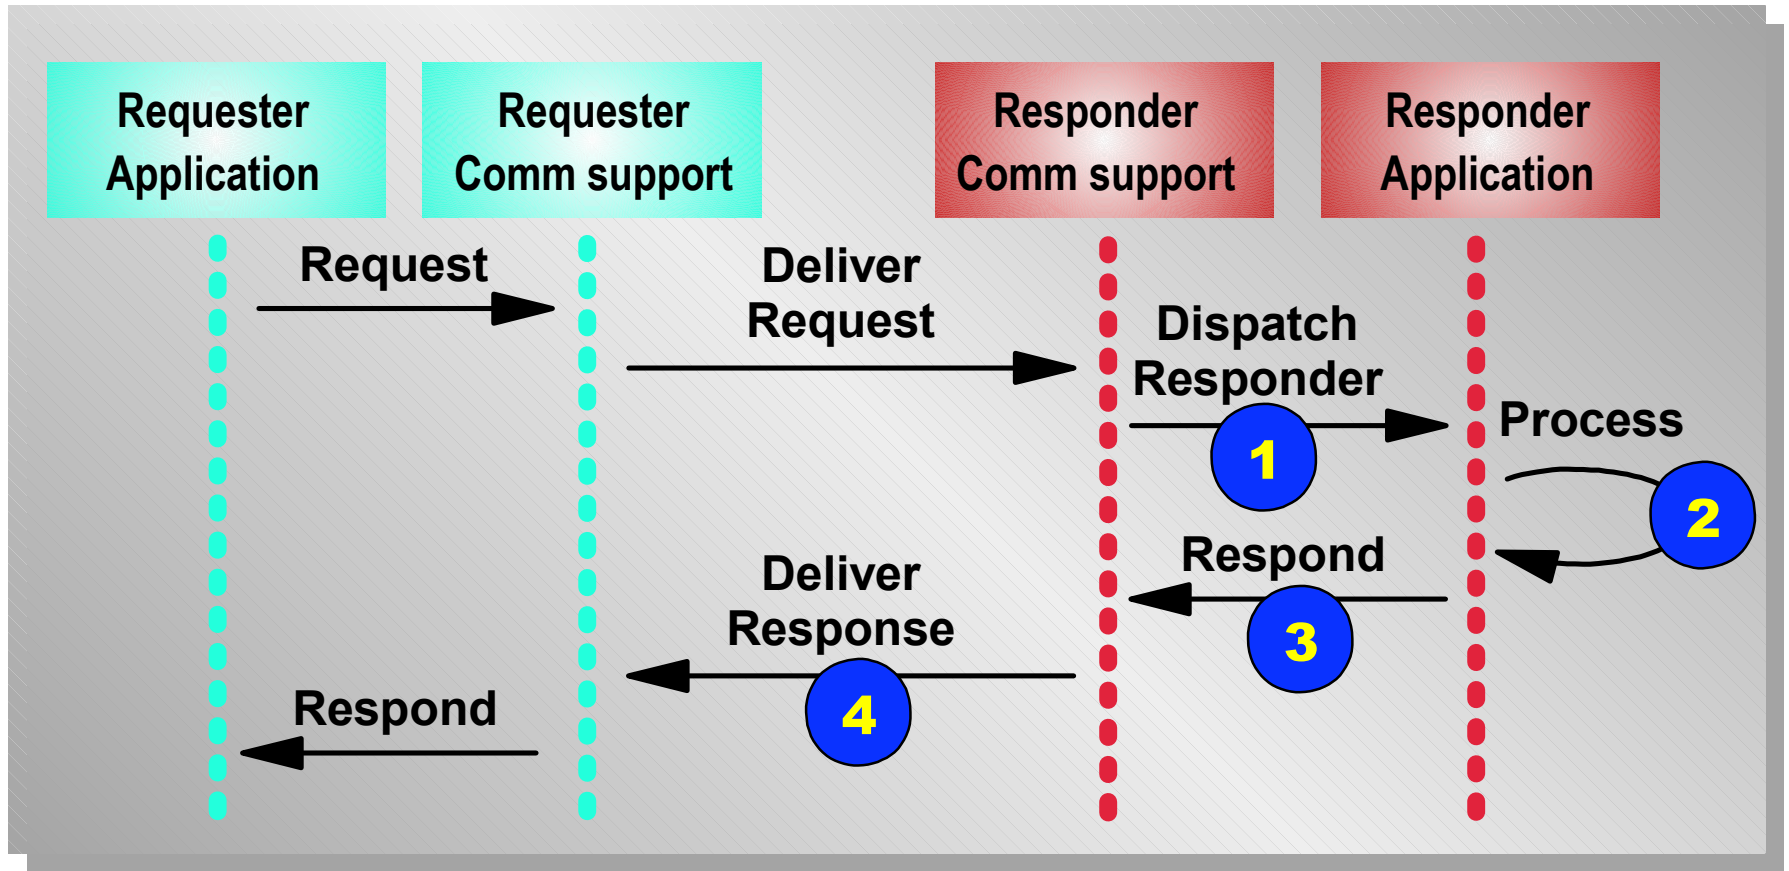 Requester
Application
Requester
Comm support
Responder
Comm support
Responder
Application
Request
Deliver
Request
Dispatch
Responder
1
Process
2
Respond
3
Deliver
Response
4
Respond